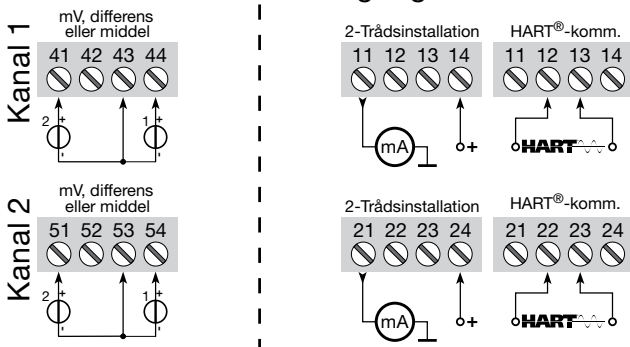 Kanal 1
mV, differens
eller middel
41 42 43 44
2 + - 1 + -
2-Trådsinstallation
11 12 13 14
mA +
HART®-komm.
11 12 13 14
HART
Kanal 2
mV, differens
eller middel
51 52 53 54
2 + - 1 + -
2-Trådsinstallation
21 22 23 24
mA +
HART®-komm.
21 22 23 24
HART